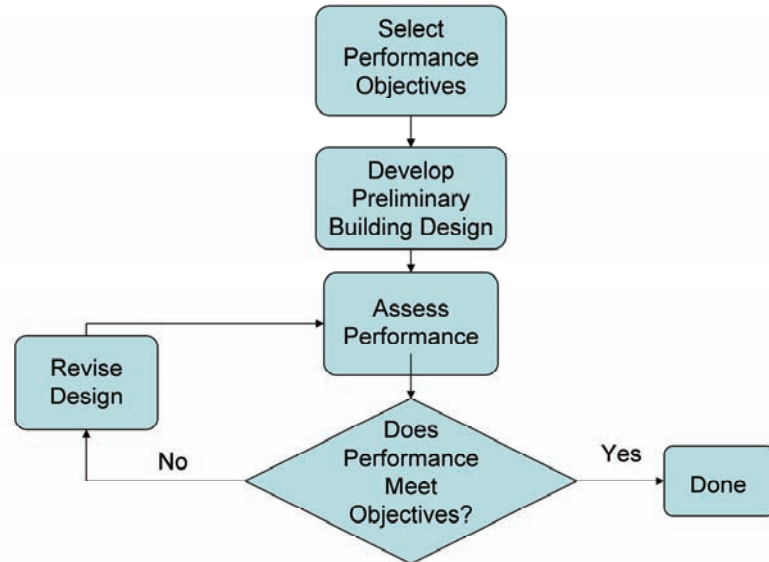 Select
Performance
Objectives
Develop
Preliminary
Building Design
Assess
Performance
Revise
Design
Does
Performance
Meet
Objectives?
No
Yes
Done